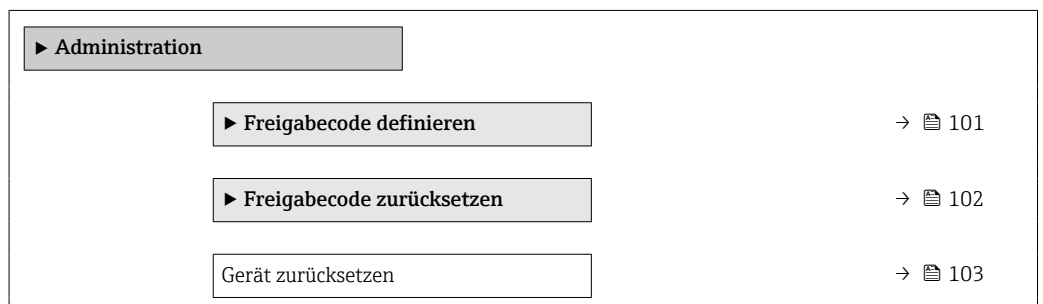 ▶ Administration
▶ Freigabecode definieren → 101
▶ Freigabecode zurücksetzen → 102
Gerät zurücksetzen → 103